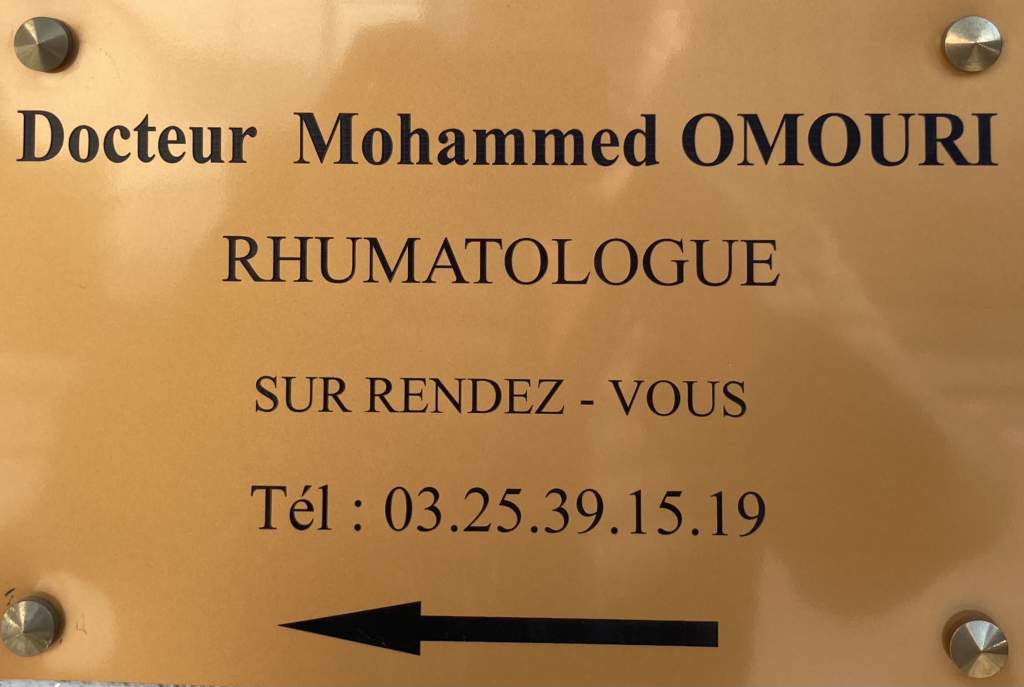 Docteur Mohammed OMOURI
RHUMATOLOGUE
SUR RENDEZ - VOUS
Tél : 03.25.39.15.19